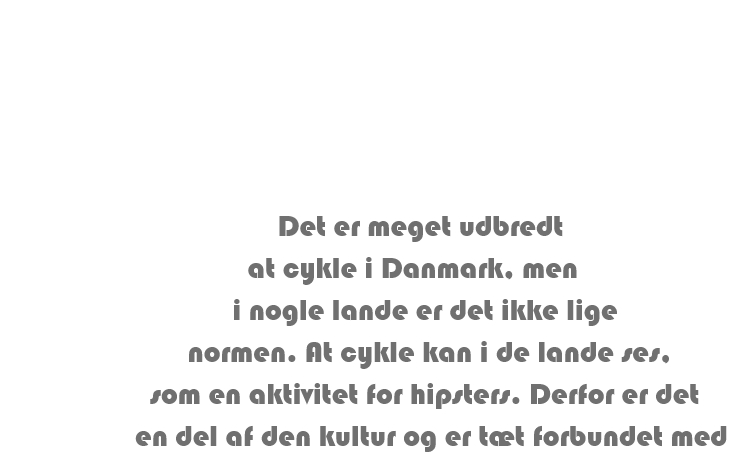 Det er meget udbredt
at cykle i Danmark, men
i nogle lande er det ikke lige
normen. At cykle kan i de lande ses,
som en aktivitet for hipsters. Derfor er det
en del af den kultur og er tæt forbundet med